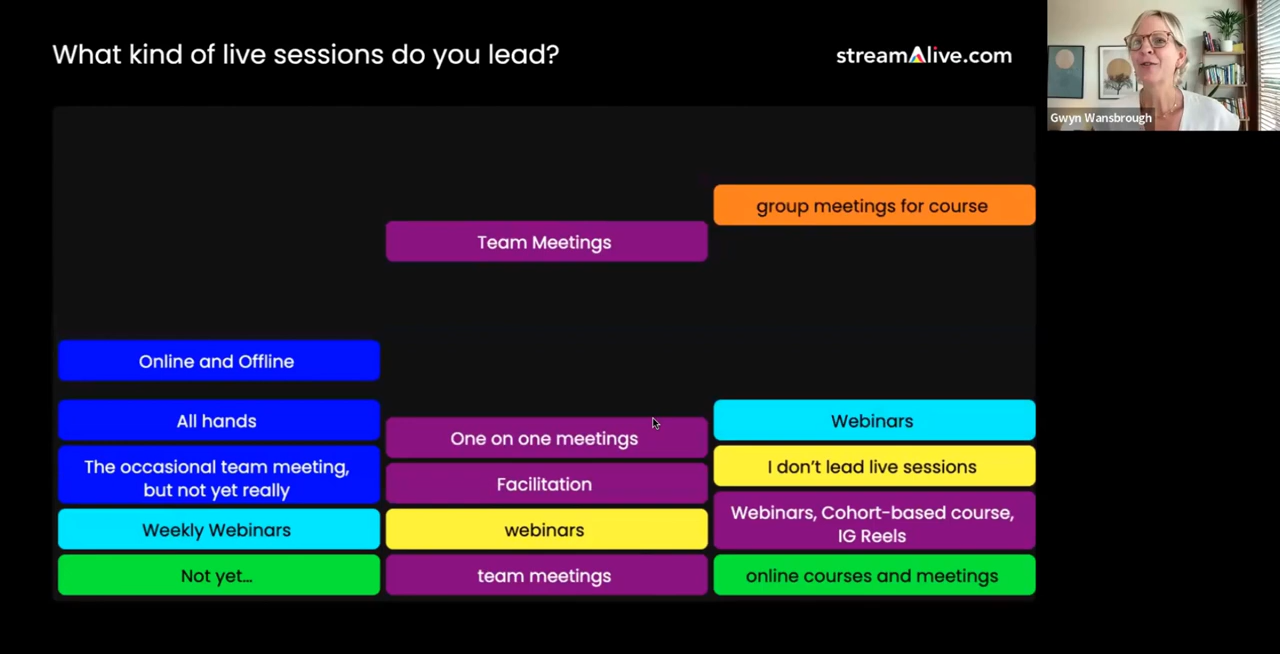 What kind of live sessions do you lead?
streamAlive.com
Gwyn Wansbrough
group meetings for course
Team Meetings
Online and Offline
All hands
One on one meetings
Webinars
The occasional team meeting,
but not yet really
Facilitation
I don't lead live sessions
Weekly Webinars
webinars
Webinars, Cohort-based course,
IG Reels
Not yet...
team meetings
online courses and meetings